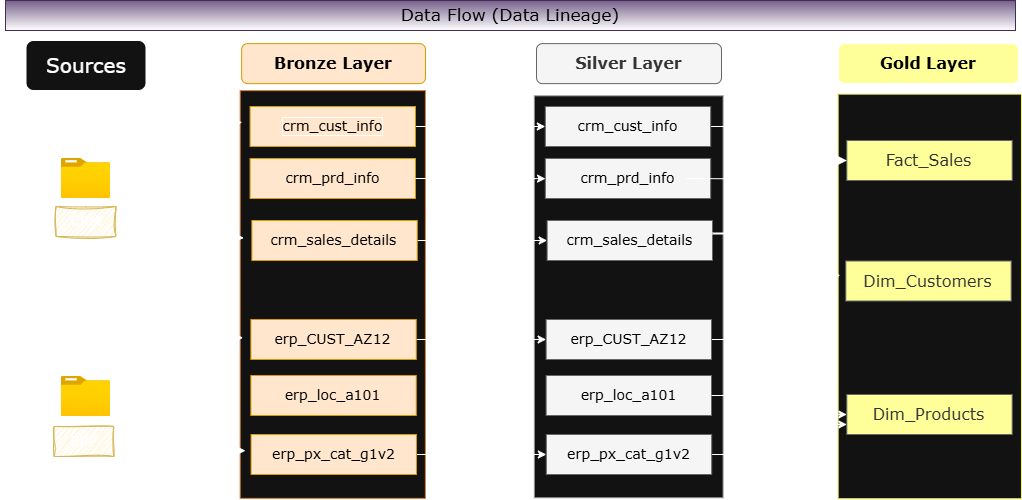 Data Flow (Data Lineage)
Sources
Bronze Layer
Silver Layer
Gold Layer
crm_cust_info
crm_prd_info
crm_sales_details
erp_CUST_AZ12
erp_loc_a101
erp_px_cat_g1v2
crm_cust_info
crm_prd_info
crm_sales_details
erp_CUST_AZ12
erp_loc_a101
erp_px_cat_g1v2
Fact_Sales
Dim_Customers
Dim_Products